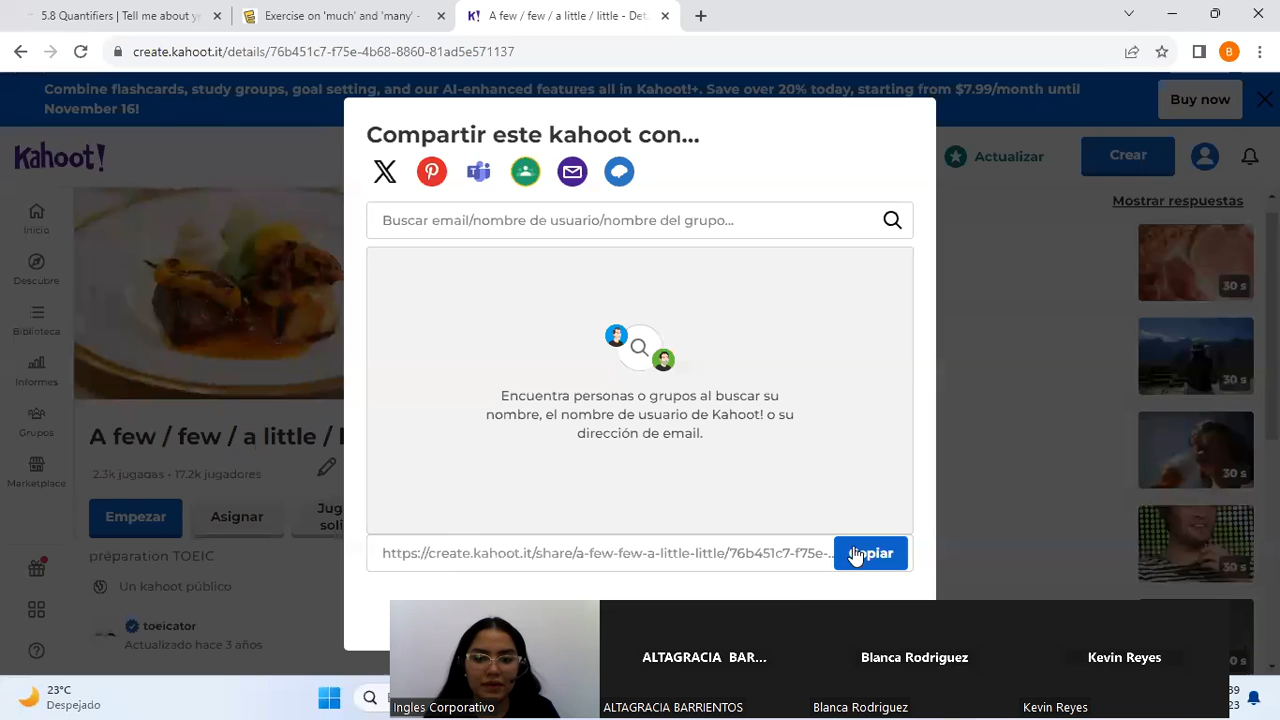 5.8 Quantifiers | Tell me about y
Exercise on 'much' and 'many' -
K! A few / few / a little / little - Det
create.kahoot.it/details/76b451c7-f75e-4b68-8860-81ad5e571137
B
Combine flashcards, study groups, goal setting, and our AI-enhanced features all in Kahoot!+. Save over 20% today, starting from $7.99/month until
November 16!
Buy now
Kahoot!
Actualizar
Crear
Compartir este kahoot con...
Buscar email/nombre de usuario/nombre del grupo...
Encuentra personas o grupos al buscar su
nombre, el nombre de usuario de Kahoot! o su
dirección de email.
https://create.kahoot.it/share/a-few-few-a-little-little/76b451c7-f75e-...
Inicio
Descubre
Biblioteca
Informes
Grupos
Marketplace
A few / few / a little /
2.3k jugadas · 17.2k jugadores
Empezar
Asignar
préparation TOEIC
Un kahoot público
toeicator
Actualizado hace 3 años
Mostrar respuestas
30 s
30 s
30 s
30 s
23°C
Despejado
ALTAGRACIA BAR...
Blanca Rodriguez
Kevin Reyes
Ingles Corporativo
ALTAGRACIA BARRIENTOS
Blanca Rodriguez
Kevin Reyes